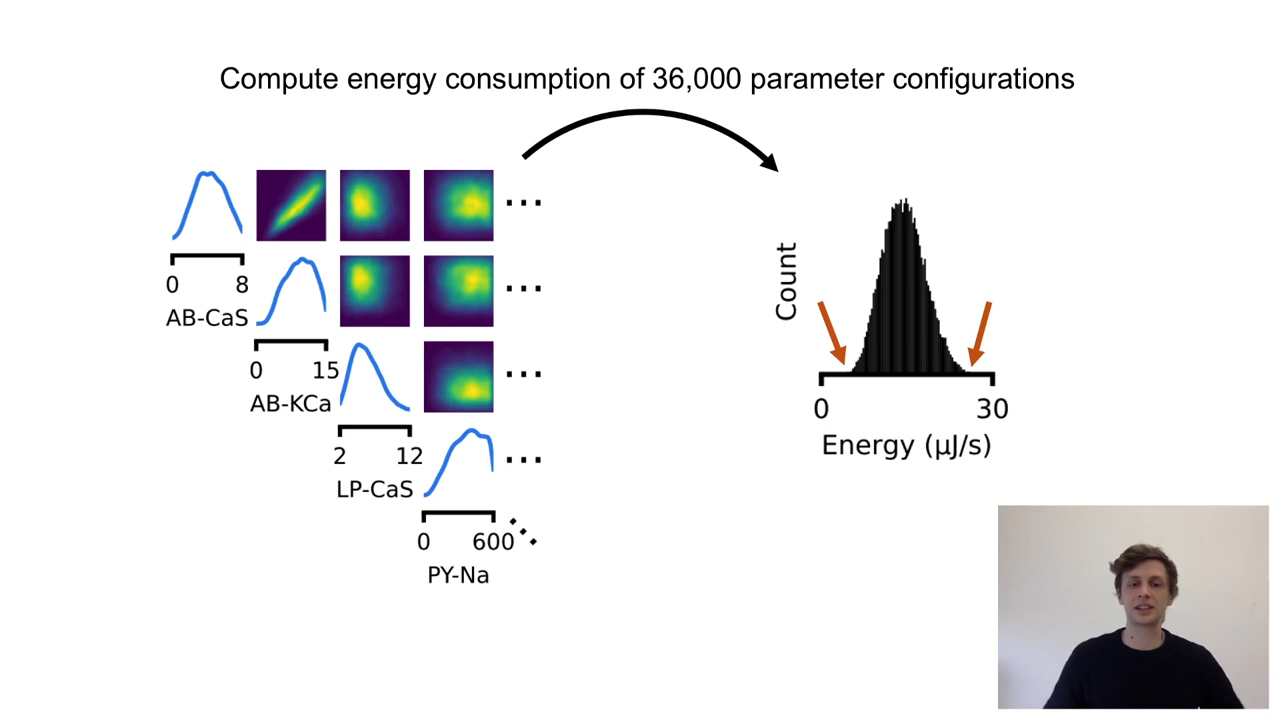 Compute energy consumption of 36,000 parameter configurations
...
0 8
AB-CaS
...
0 15
AB-KCa
...
2 12
LP-CaS
...
0 600
PY-Na
Count
0 30
Energy (μJ/s)